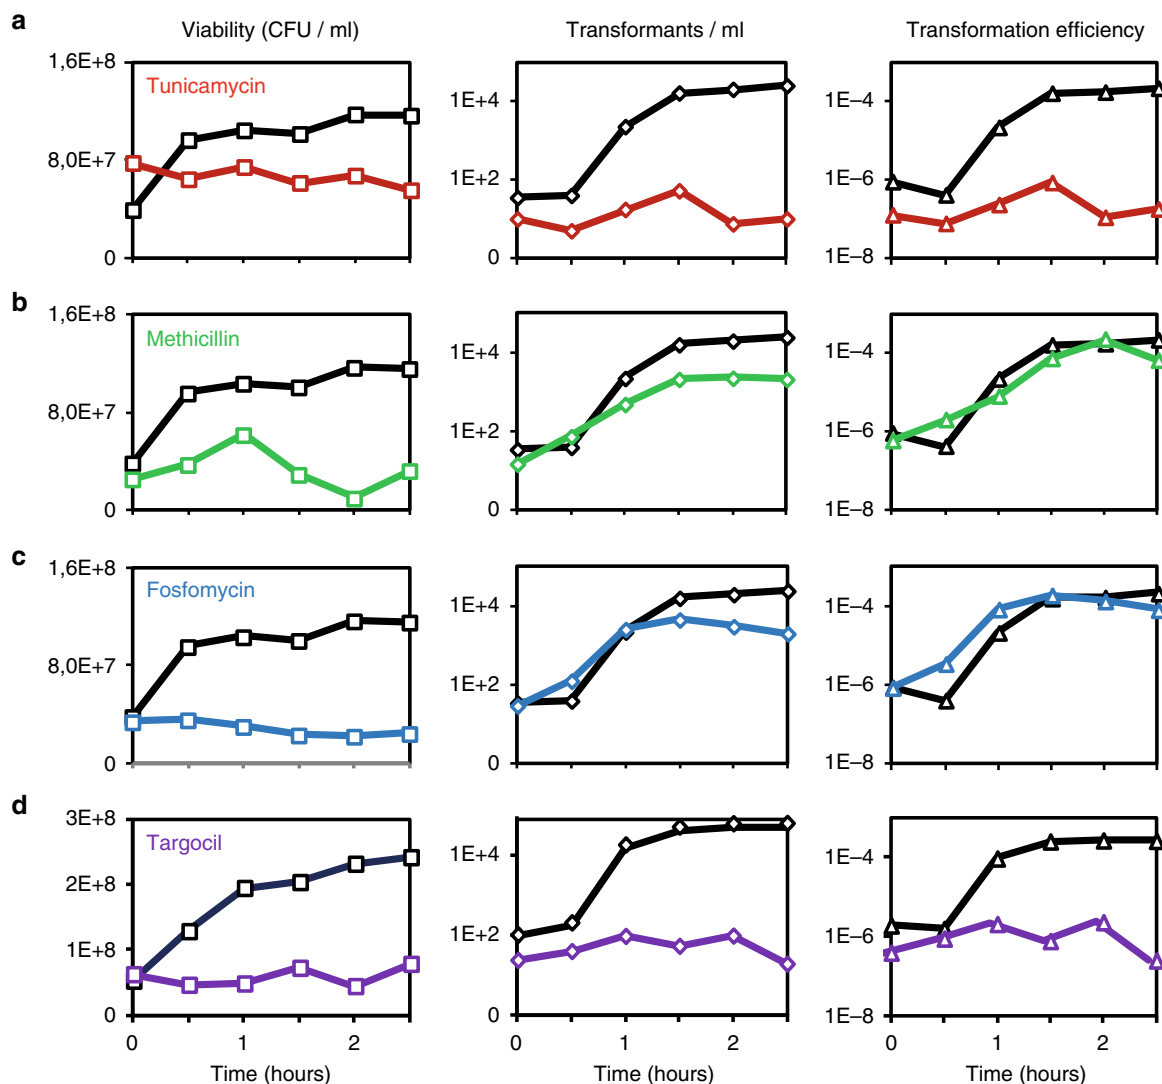 a
Viability (CFU / ml)
Transformants / ml
Transformation efficiency
1,6E+8
8,0E+7
0
Tunicamycin
1E+4
1E+2
0
1E–4
1E–6
1E–8
b
1,6E+8
8,0E+7
0
Methicillin
1E+4
1E+2
0
1E–4
1E–6
1E–8
c
1,6E+8
8,0E+7
0
Fosfomycin
1E+4
1E+2
0
1E–4
1E–6
1E–8
d
3E+8
2E+8
1E+8
0
Targocil
1E+4
1E+2
0
1E–4
1E–6
1E–8
0 1 2
Time (hours)
0 1 2
Time (hours)
0 1 2
Time (hours)